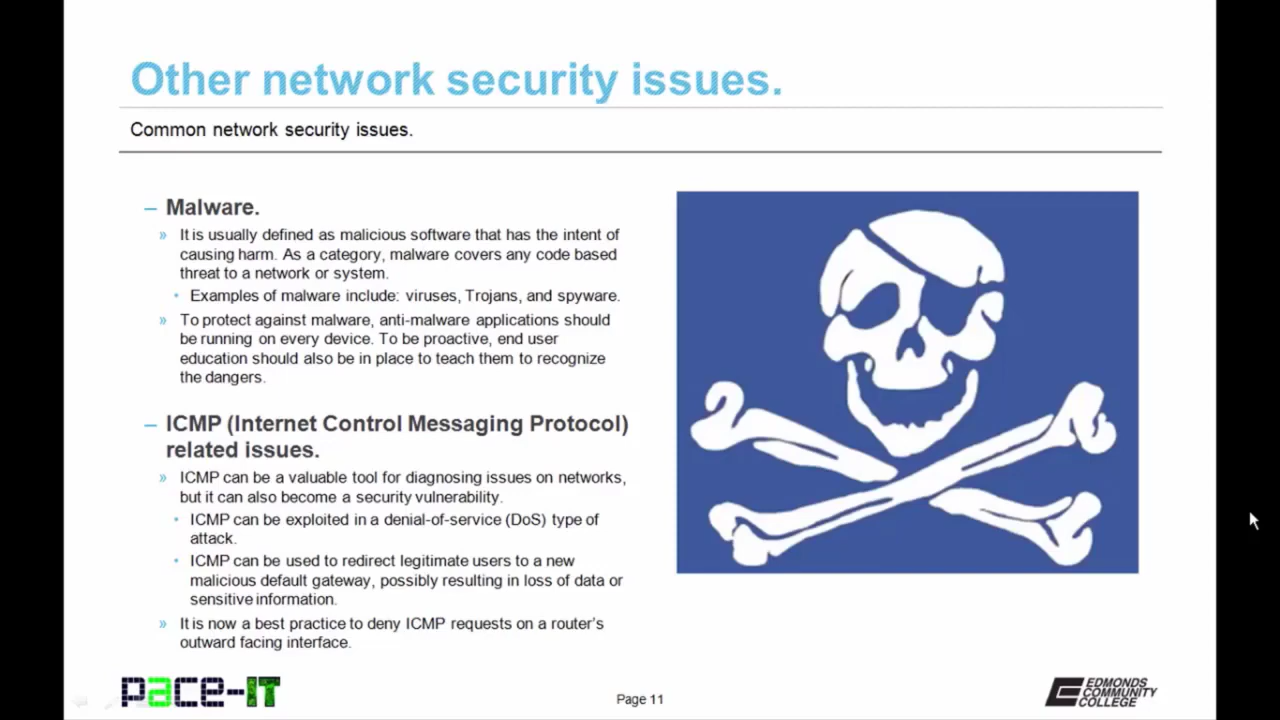 Other network security issues.
Common network security issues.
– Malware.
» It is usually defined as malicious software that has the intent of
causing harm. As a category, malware covers any code based
threat to a network or system.
• Examples of malware include: viruses, Trojans, and spyware.
» To protect against malware, anti-malware applications should
be running on every device. To be proactive, end user
education should also be in place to teach them to recognize
the dangers.
– ICMP (Internet Control Messaging Protocol)
related issues.
» ICMP can be a valuable tool for diagnosing issues on networks,
but it can also become a security vulnerability.
• ICMP can be exploited in a denial-of-service (DoS) type of
attack.
• ICMP can be used to redirect legitimate users to a new
malicious default gateway, possibly resulting in loss of data or
sensitive information.
» It is now a best practice to deny ICMP requests on a router's
outward facing interface.
pace-IT
Page 11
EDMONDS
COMMUNITY
COLLEGE